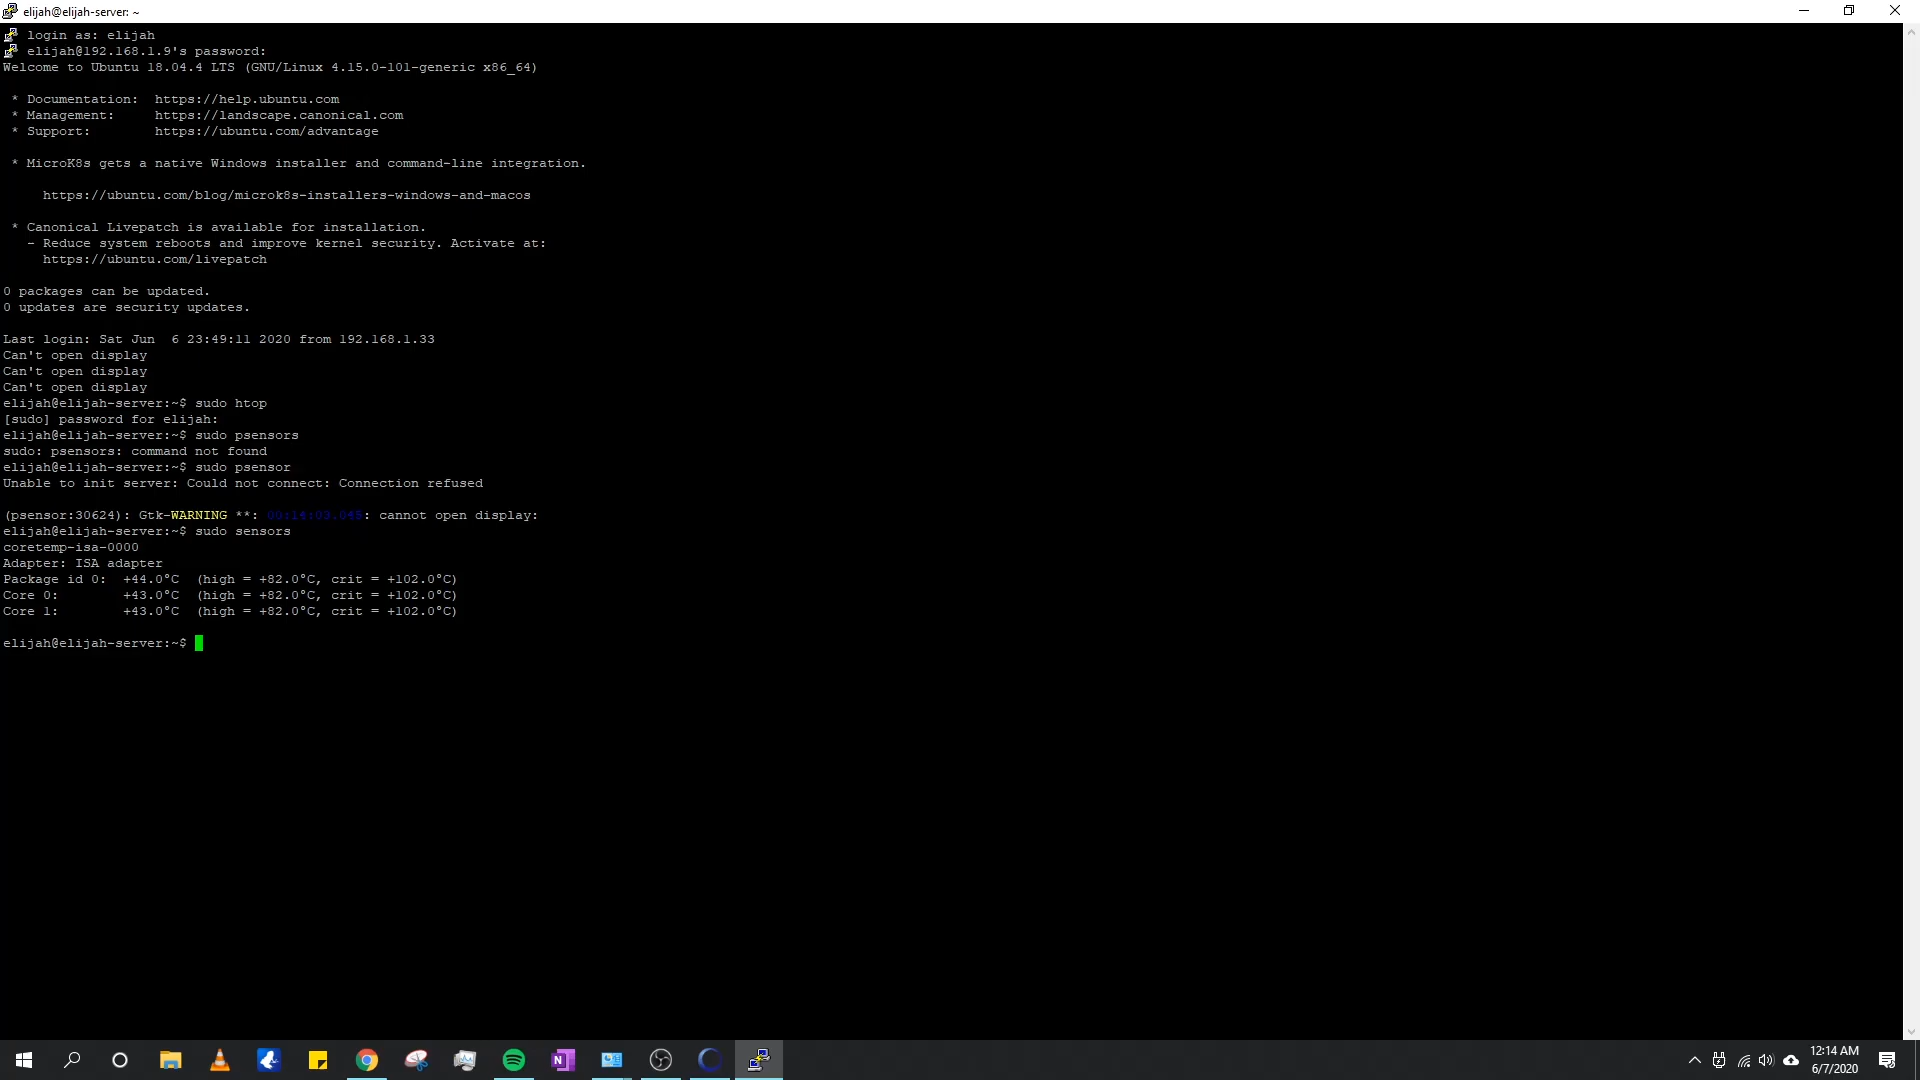 elijah@elijah-server: ~
login as: elijah
elijah@192.168.1.9's password:
Welcome to Ubuntu 18.04.4 LTS (GNU/Linux 4.15.0-101-generic x86_64)
* Documentation:  https://help.ubuntu.com
* Management:     https://landscape.canonical.com
* Support:        https://ubuntu.com/advantage
* MicroK8s gets a native Windows installer and command-line integration.
https://ubuntu.com/blog/microk8s-installers-windows-and-macos
* Canonical Livepatch is available for installation.
- Reduce system reboots and improve kernel security. Activate at:
https://ubuntu.com/livepatch
0 packages can be updated.
0 updates are security updates.
Last login: Sat Jun  6 23:49:11 2020 from 192.168.1.33
Can't open display
Can't open display
Can't open display
elijah@elijah-server:~$ sudo htop
[sudo] password for elijah:
elijah@elijah-server:~$ sudo psensors
sudo: psensors: command not found
elijah@elijah-server:~$ sudo psensor
Unable to init server: Could not connect: Connection refused
(psensor:30624): Gtk-WARNING **: 00:14:03.045: cannot open display:
elijah@elijah-server:~$ sudo sensors
coretemp-isa-0000
Adapter: ISA adapter
Package id 0:  +44.0°C  (high = +82.0°C, crit = +102.0°C)
Core 0:        +43.0°C  (high = +82.0°C, crit = +102.0°C)
Core 1:        +43.0°C  (high = +82.0°C, crit = +102.0°C)
elijah@elijah-server:~$
N
12:14 AM
6/7/2020